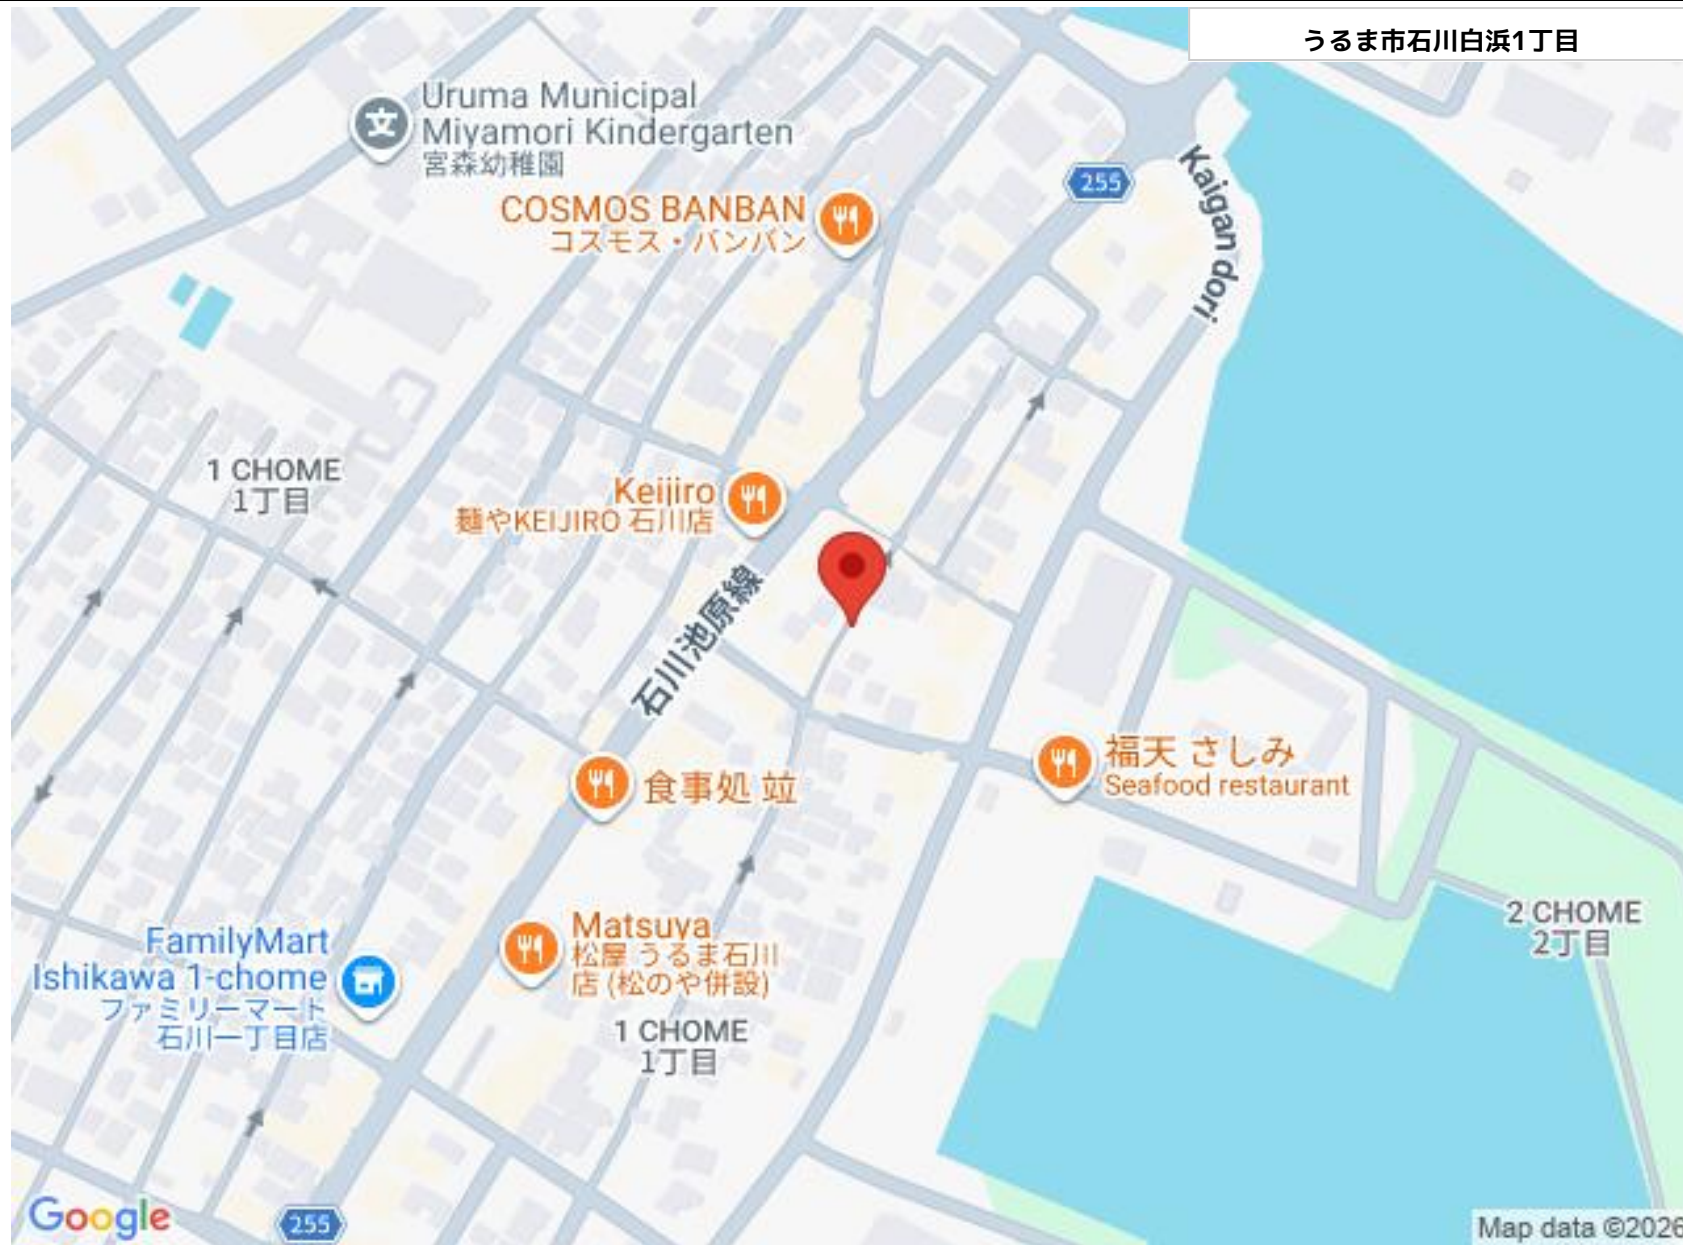 うるま市石川白浜1丁目
Uruma Municipal
Miyamori Kindergarten
宮森幼稚園
COSMOS BANBAN
コスモス・バンバン
255
Kaigan dori
1 CHOME
1丁目
Keijiro
麺やKEIJIRO 石川店
石川池原線
福天 さしみ
Seafood restaurant
食事処 竝
Matsuya
松屋 うるま石川
店 (松のや併設)
FamilyMart
Ishikawa 1-chome
ファミリーマート
石川一丁目店
2 CHOME
2丁目
1 CHOME
1丁目
Google
255
Map data ©2026